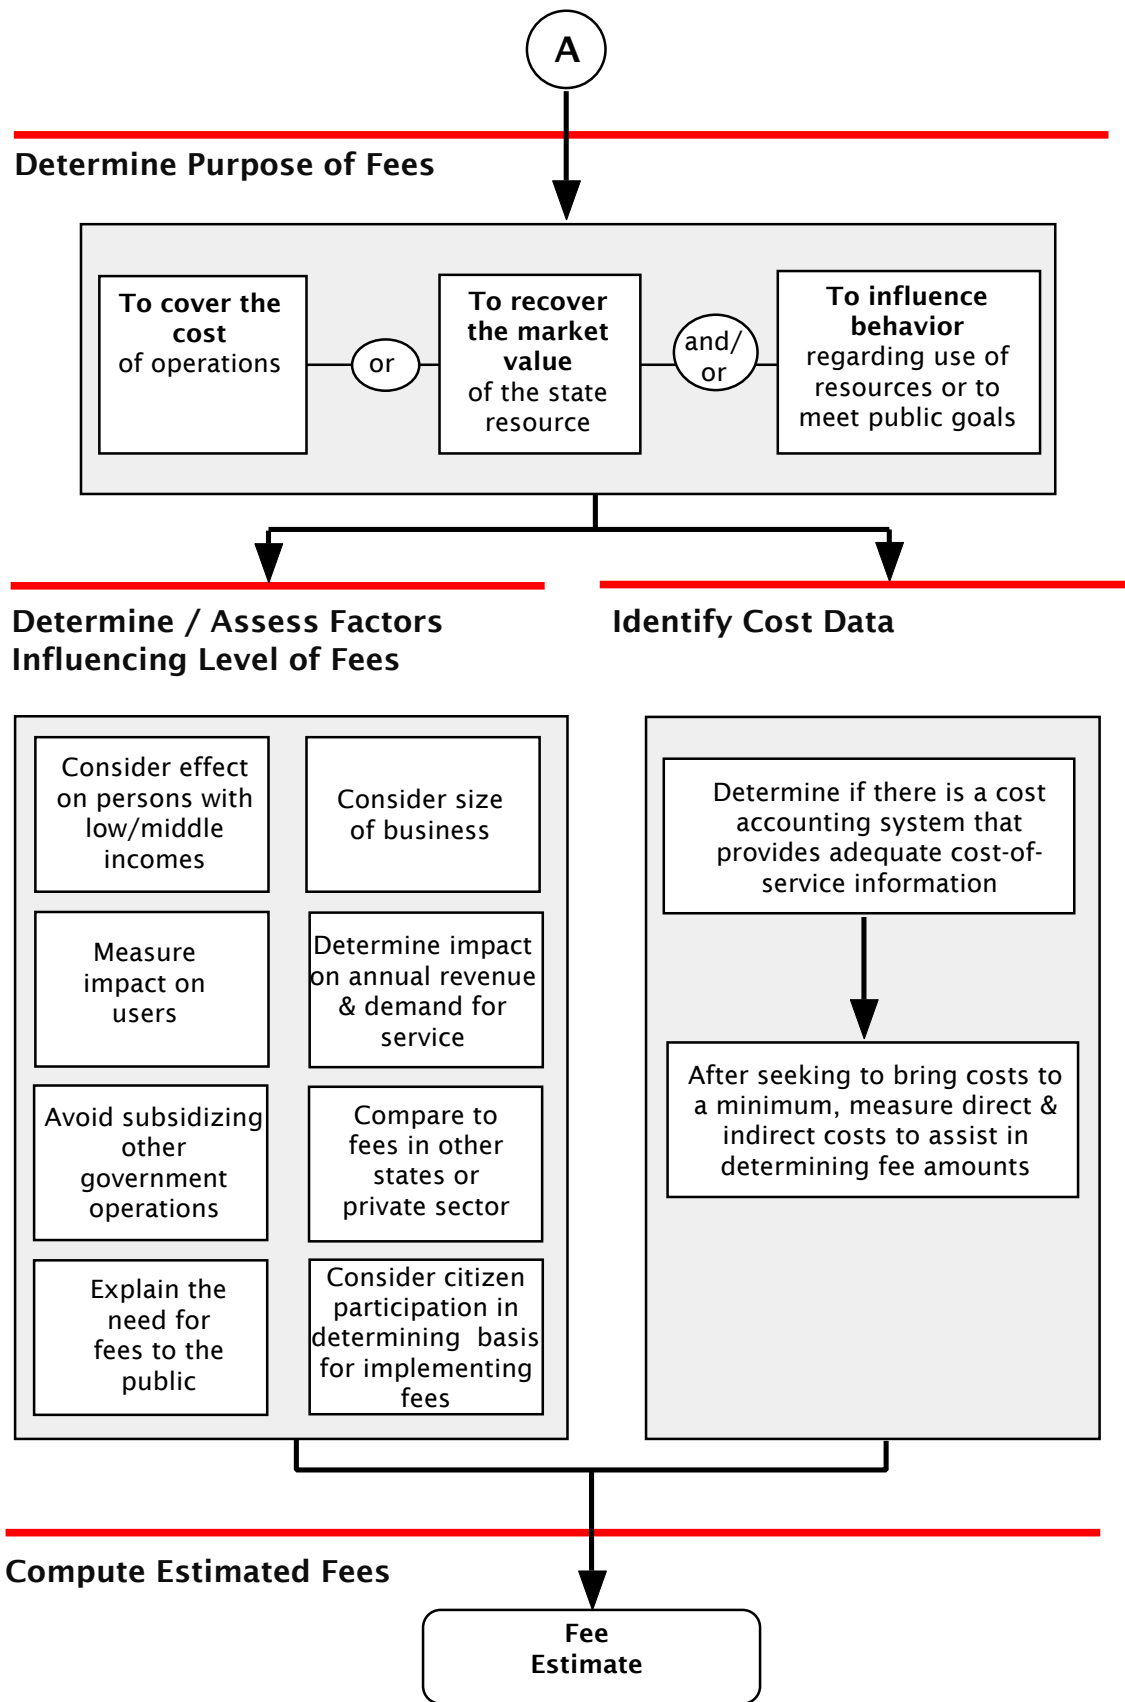 A
Determine Purpose of Fees
To cover the
cost
of operations
or
To recover
the market
value
of the state
resource
and/
or
To influence
behavior
regarding use of
resources or to
meet public goals
Determine / Assess Factors
Influencing Level of Fees
Identify Cost Data
Consider effect
on persons with
low/middle
incomes
Consider size
of business
Measure
impact on
users
Determine impact
on annual revenue
& demand for
service
Avoid subsidizing
other
government
operations
Compare to
fees in other
states or
private sector
Explain the
need for
fees to the
public
Consider citizen
participation in
determining  basis
for implementing
fees
Determine if there is a cost
accounting system that
provides adequate cost-of-
service information
After seeking to bring costs to
a minimum, measure direct &
indirect costs to assist in
determining fee amounts
Compute Estimated Fees
Fee
Estimate